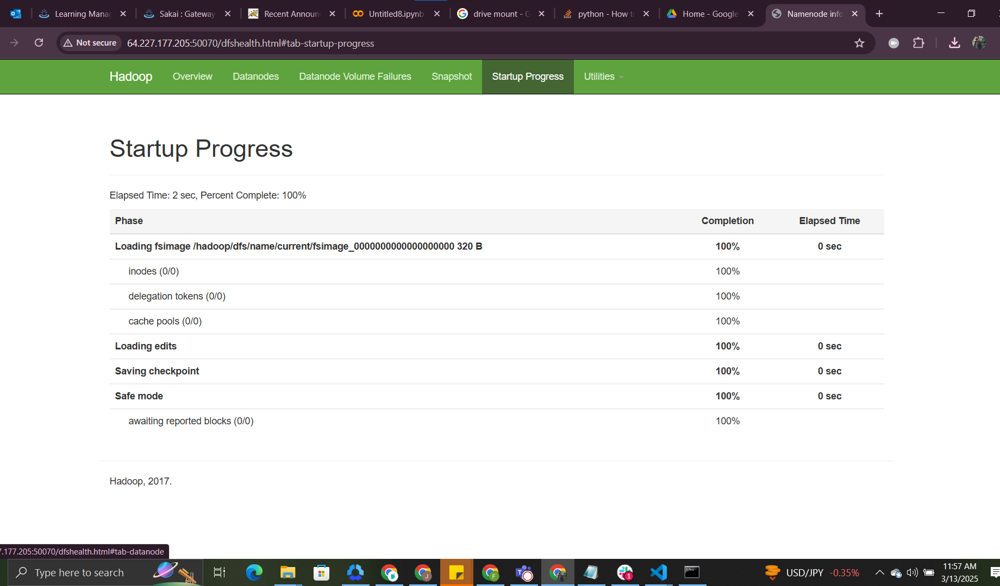 Learning Manag
Sakai : Gateway
Recent Announ
Untitled8.ipynb
drive mount - G
python - How to
Home - Google
Namenode info
Not secure
64.227.177.205:50070/dfshealth.html#tab-startup-progress
Hadoop Overview Datanodes Datanode Volume Failures Snapshot Startup Progress Utilities
Startup Progress
Elapsed Time: 2 sec, Percent Complete: 100%
Phase Completion Elapsed Time
Loading fsimage /hadoop/dfs/name/current/fsimage_0000000000000000000 320 B 100% 0 sec
inodes (0/0) 100%
delegation tokens (0/0) 100%
cache pools (0/0) 100%
Loading edits 100% 0 sec
Saving checkpoint 100% 0 sec
Safe mode 100% 0 sec
awaiting reported blocks (0/0) 100%
Hadoop, 2017.
7.177.205:50070/dfshealth.html#tab-datanode
Type here to search
USD/JPY -0.35%
11:57 AM
3/13/2025